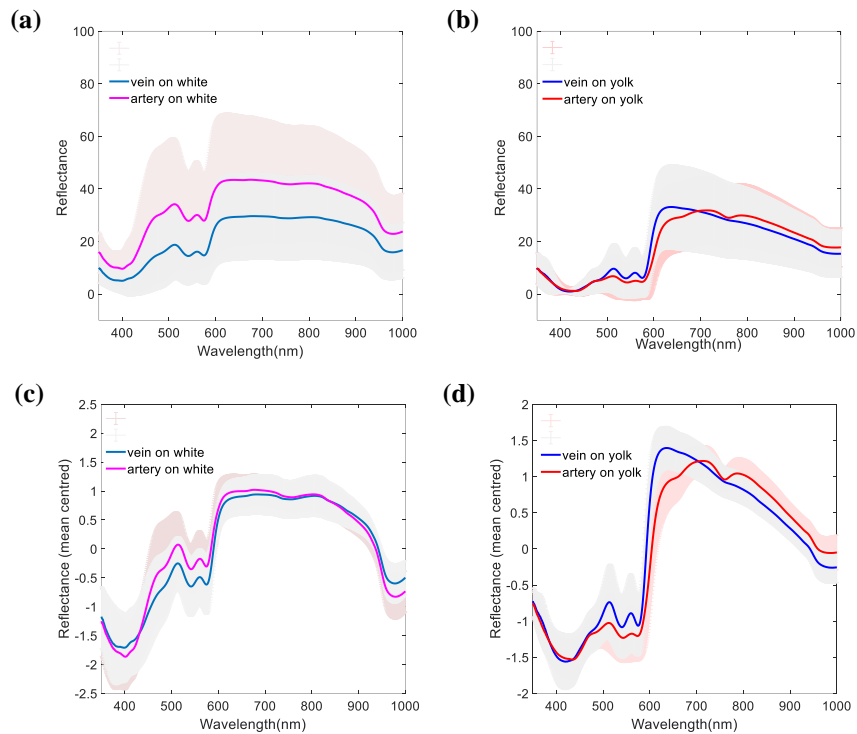 (a)
100
80
60
40
20
0
Reflectance
vein on white
artery on white
400 500 600 700 800 900 1000
Wavelength(nm)
(b)
100
80
60
40
20
0
Reflectance
vein on yolk
artery on yolk
400 500 600 700 800 900 1000
Wavelength(nm)
(c)
2.5
2
1.5
1
0.5
0
-0.5
-1
-1.5
-2
-2.5
Reflectance (mean centred)
vein on white
artery on white
400 500 600 700 800 900 1000
Wavelength(nm)
(d)
2
1.5
1
0.5
0
-0.5
-1
-1.5
-2
Reflectance (mean centred)
vein on yolk
artery on yolk
400 500 600 700 800 900 1000
Wavelength(nm)